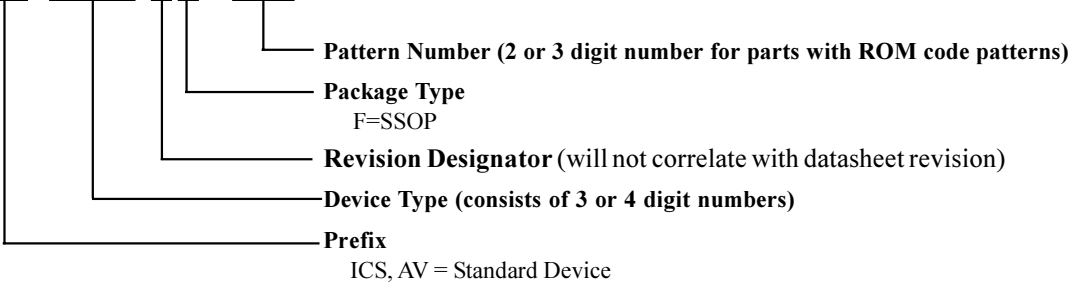 Pattern Number (2 or 3 digit number for parts with ROM code patterns)
Package Type
F=SSOP
Revision Designator (will not correlate with datasheet revision)
Device Type (consists of 3 or 4 digit numbers)
Prefix
ICS, AV = Standard Device